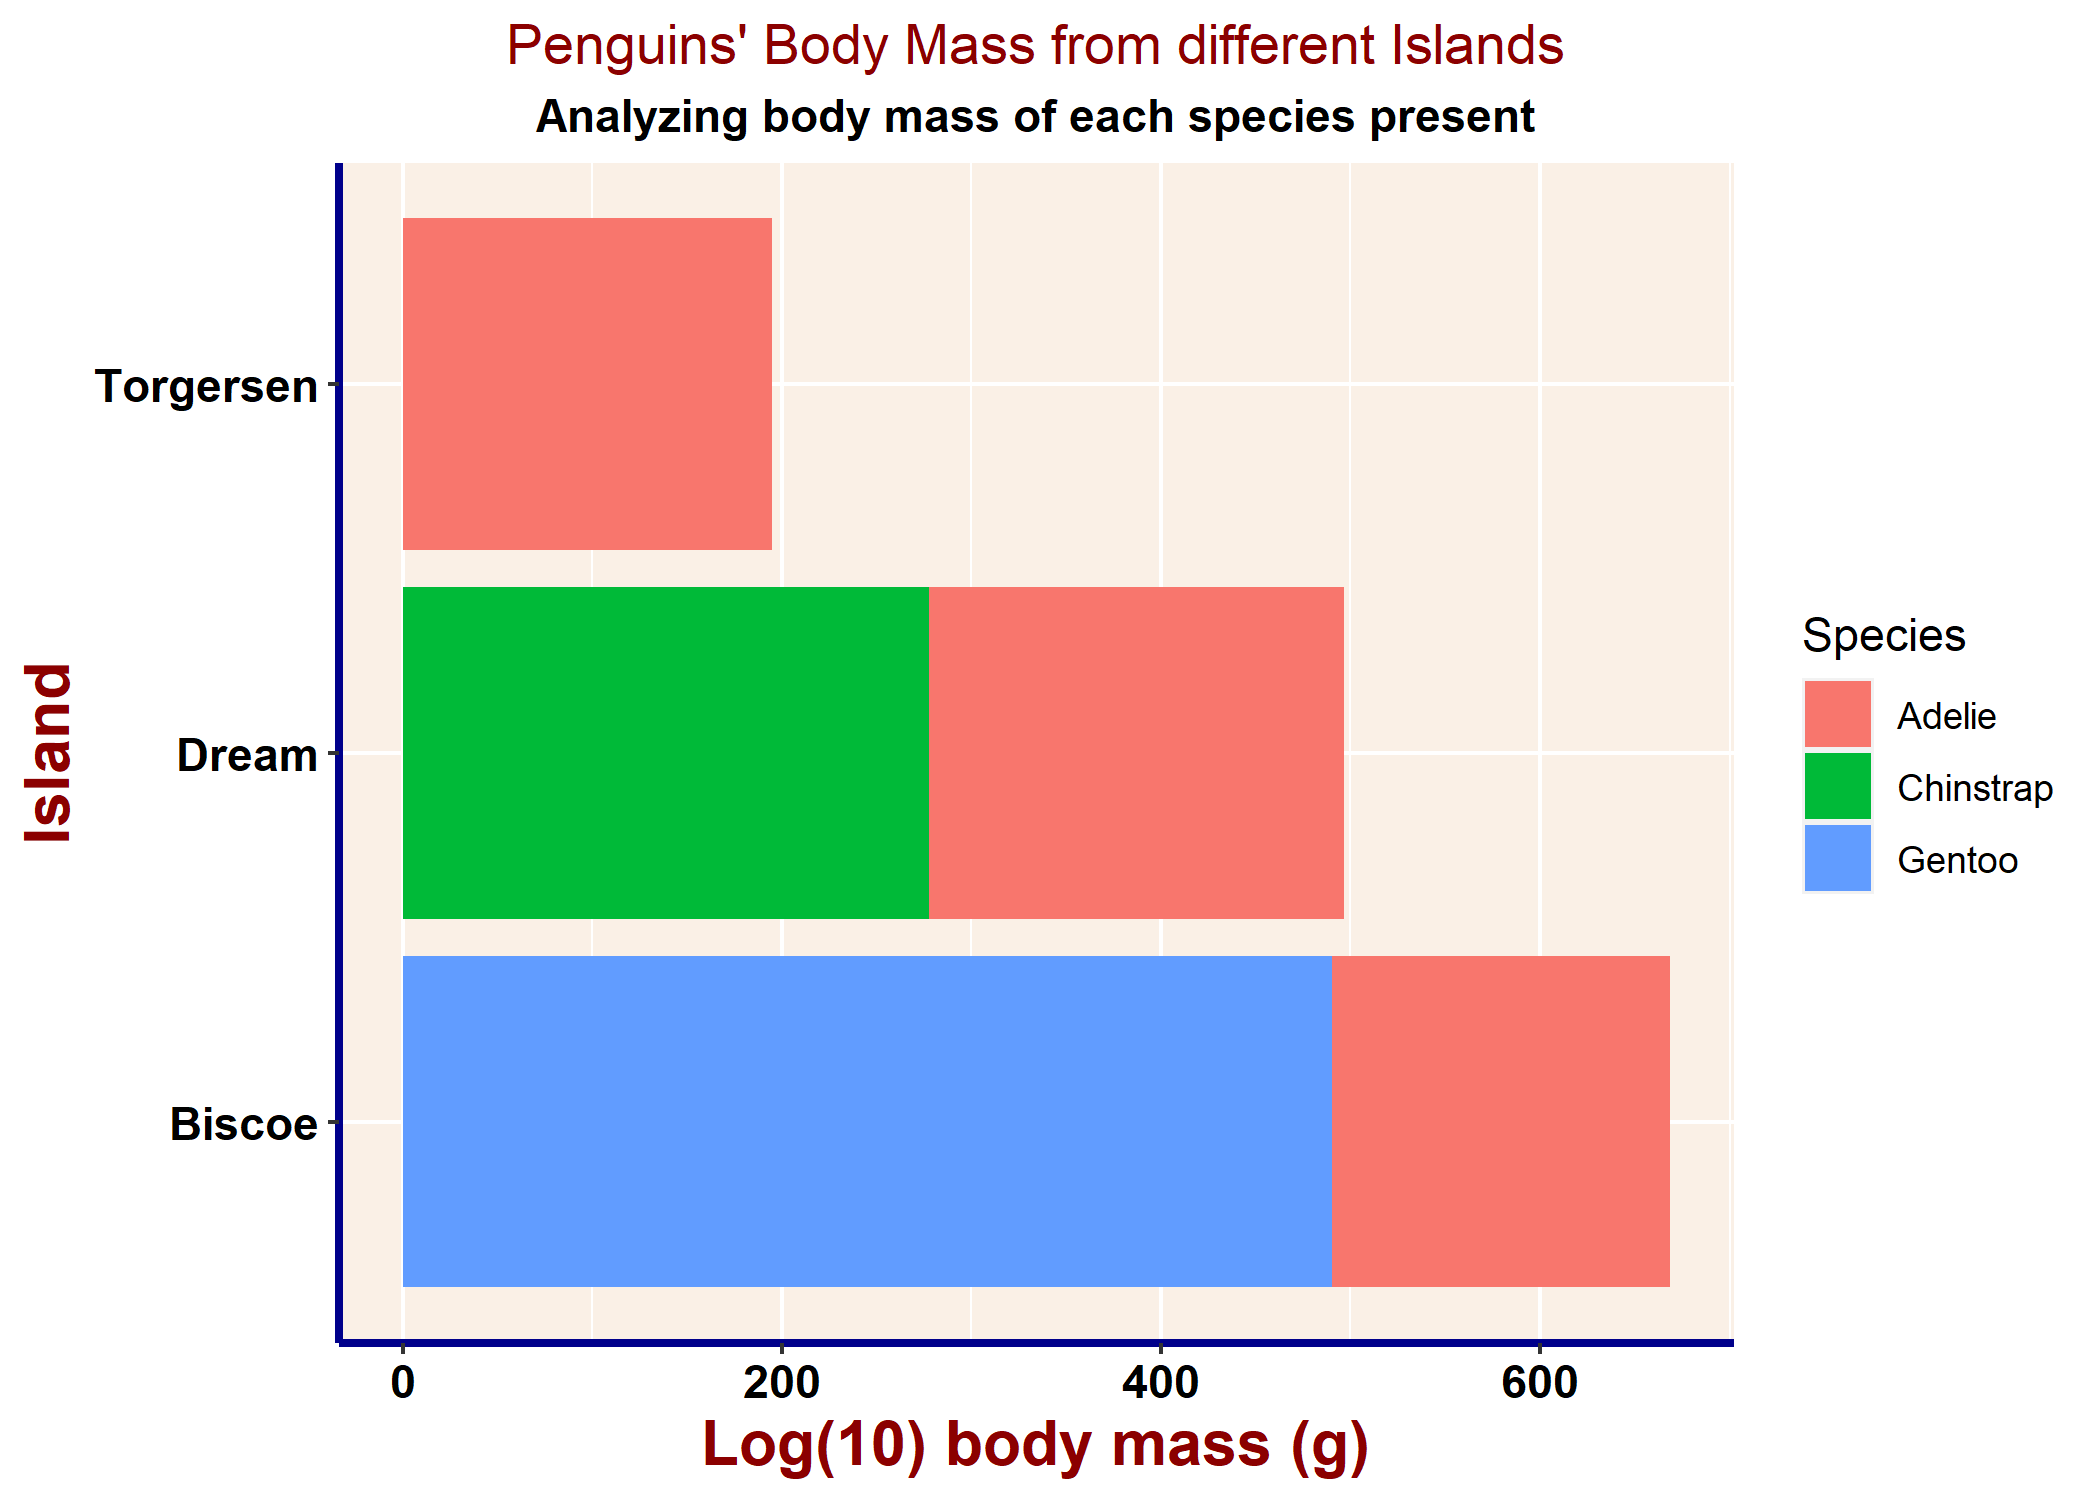 Penguins' Body Mass from different Islands
Analyzing body mass of each species present
Island
Torgersen
Dream
Biscoe
0 200 400 600
Log(10) body mass (g)
Species
Adelie
Chinstrap
Gentoo